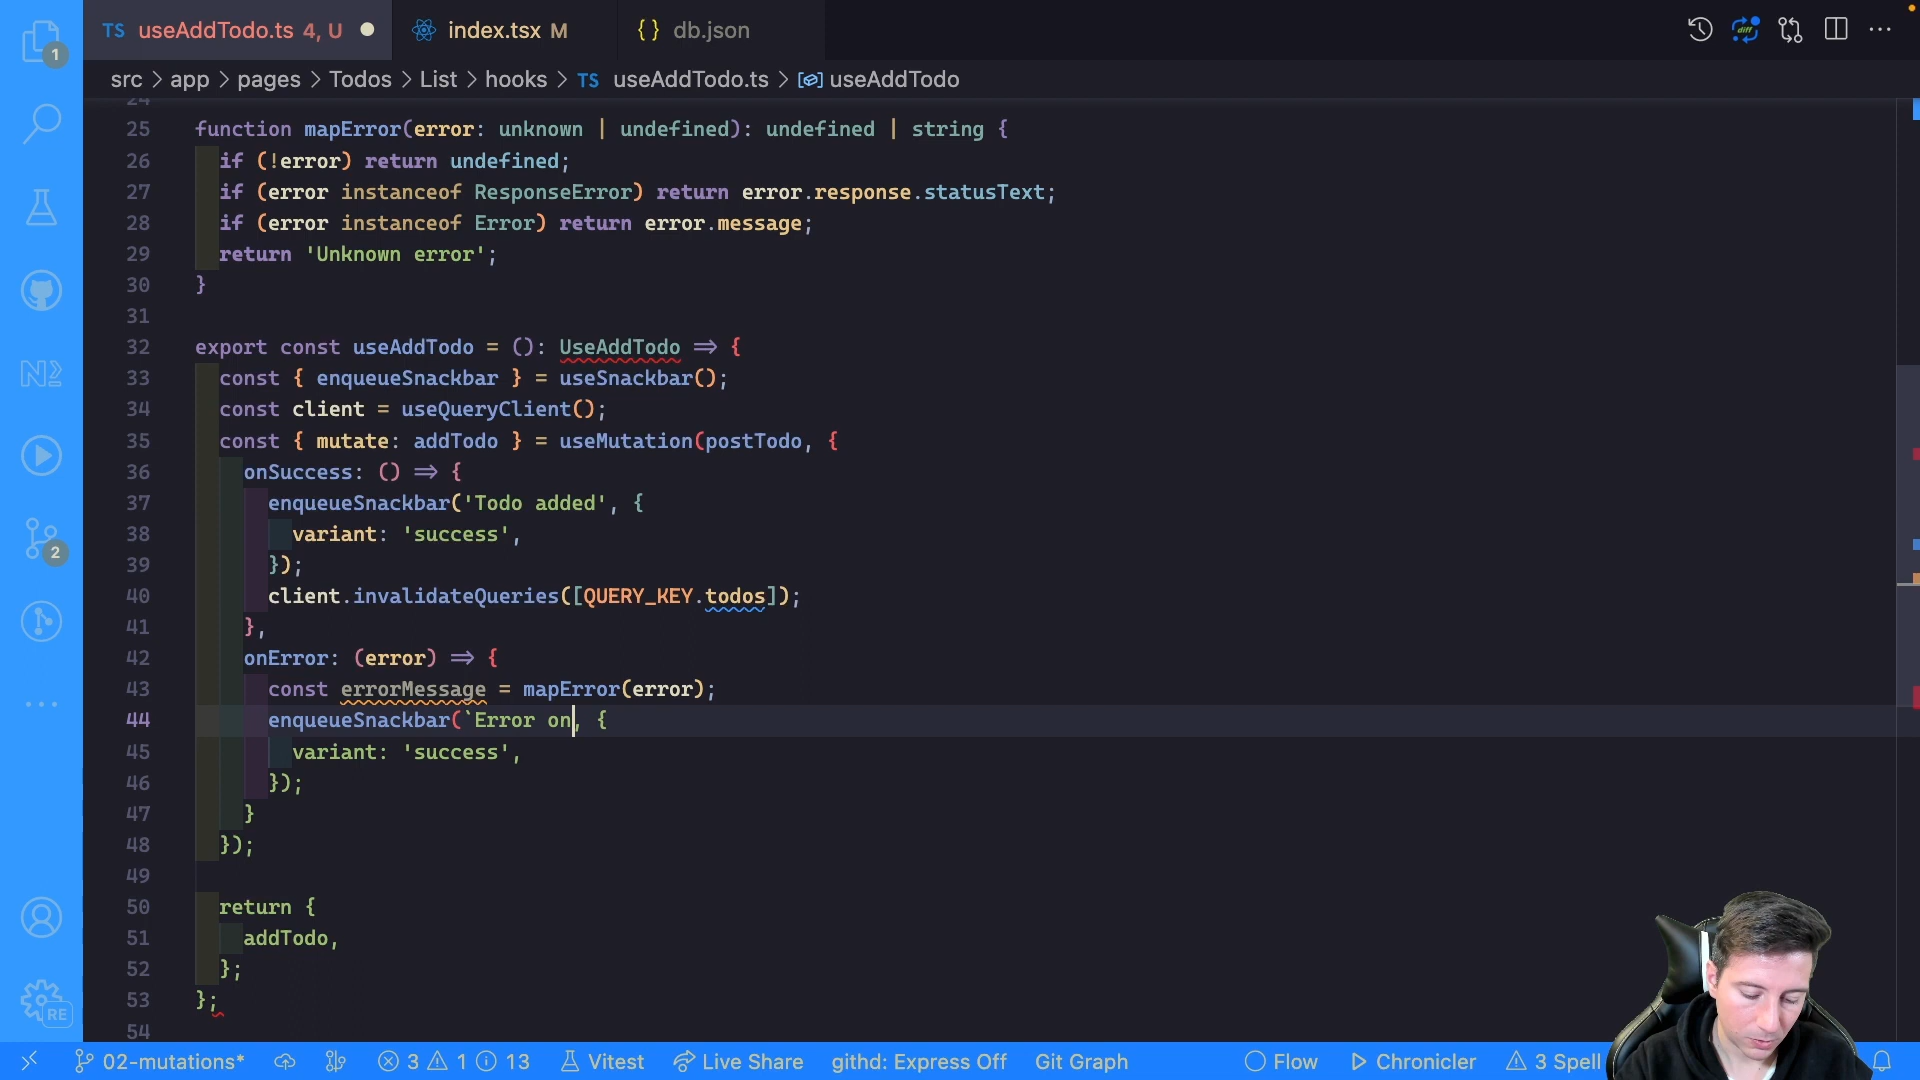 1
TS useAddTodo.ts 4, U
index.tsx M
{} db.json
src > app > pages > Todos > List > hooks > TS useAddTodo.ts > useAddTodo
24
25 function mapError(error: unknown | undefined): undefined | string {
26 if (!error) return undefined;
27 if (error instanceof ResponseError) return error.response.statusText;
28 if (error instanceof Error) return error.message;
29 return 'Unknown error';
30 }
31
32 export const useAddTodo = (): UseAddTodo => {
33 const { enqueueSnackbar } = useSnackbar();
34 const client = useQueryClient();
35 const { mutate: addTodo } = useMutation(postTodo, {
36 onSuccess: () => {
37 enqueueSnackbar('Todo added', {
38 variant: 'success',
39 });
40 client.invalidateQueries([QUERY_KEY.todos]);
41 },
42 onError: (error) => {
43 const errorMessage = mapError(error);
44 enqueueSnackbar(`Error on, {
45 variant: 'success',
46 });
47 }
48 });
49
50 return {
51 addTodo,
52 };
53 };
54
2
RE
02-mutations* 3 1 13 Vitest Live Share githd: Express Off Git Graph Flow Chronicler 3 Spell